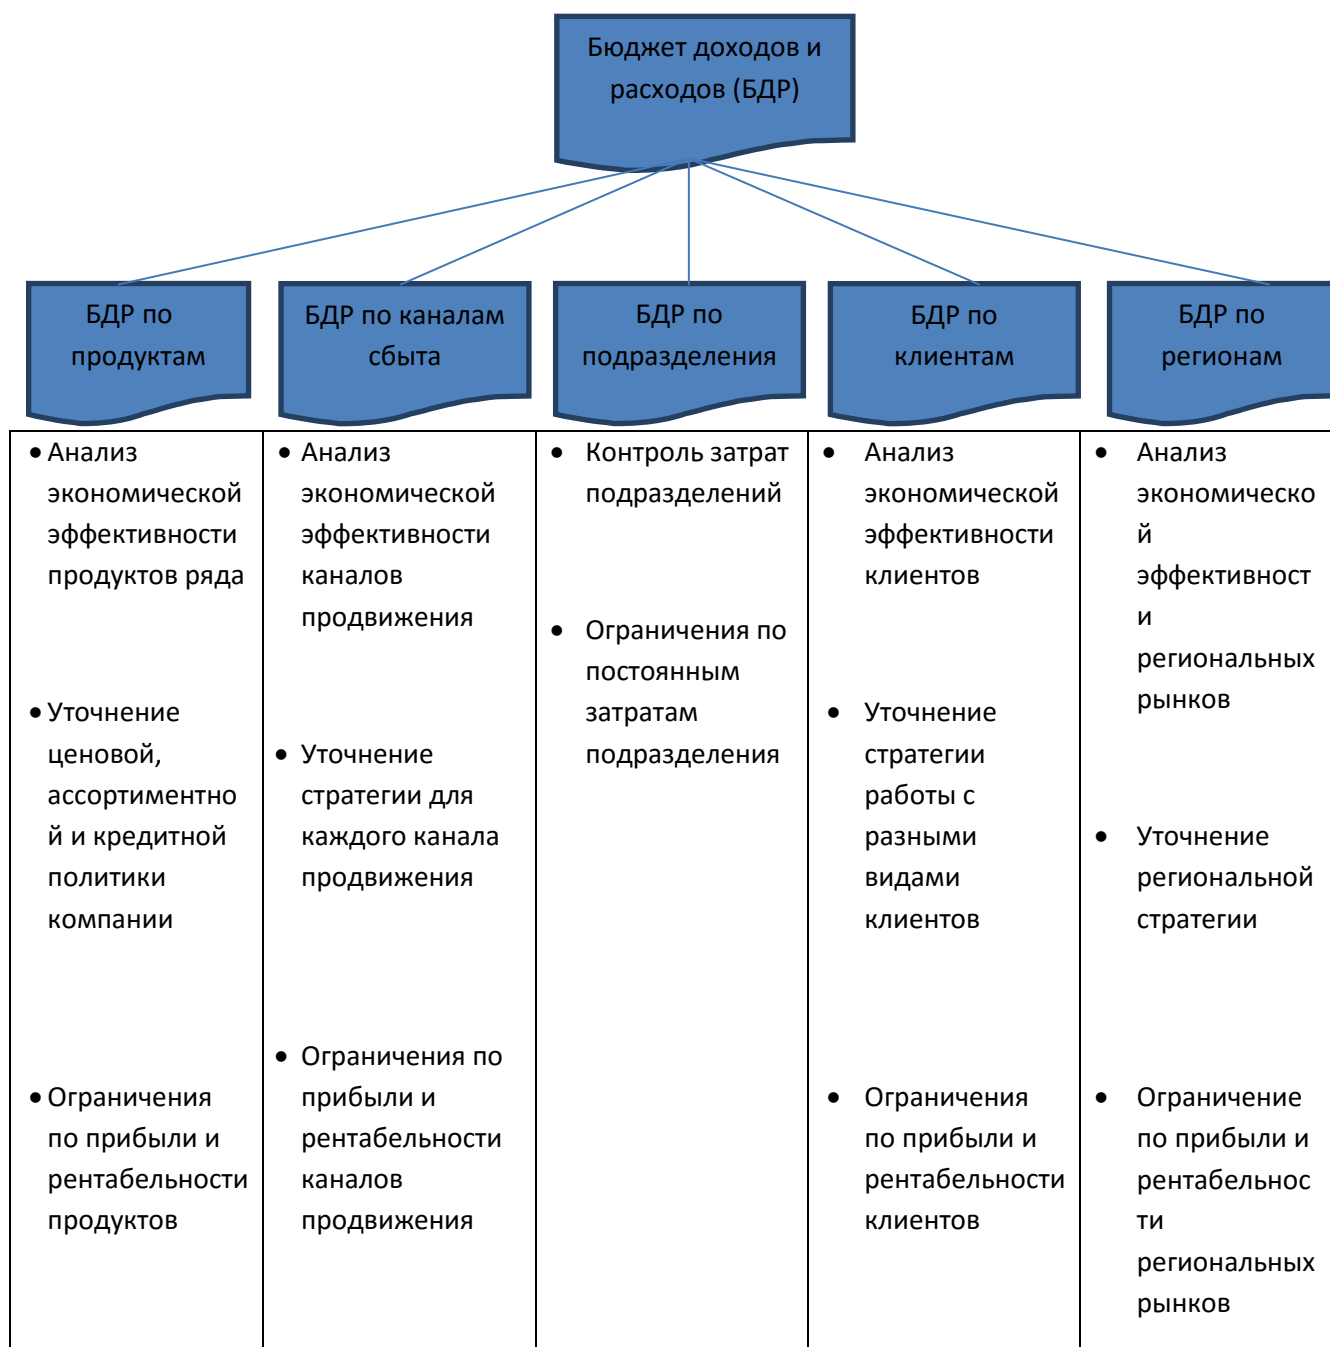 Бюджет доходов и
расходов (БДР)
БДР по
продуктам
БДР по каналам
сбыта
БДР по
подразделения
БДР по
клиентам
БДР по
регионам
• Анализ
экономической
эффективности
продуктов ряда
• Уточнение
ценовой,
ассортиментно
й и кредитной
политики
компании
• Ограничения
по прибыли и
рентабельности
продуктов
• Анализ
экономической
эффективности
каналов
продвижения
• Уточнение
стратегии для
каждого канала
продвижения
• Ограничения по
прибыли и
рентабельности
каналов
продвижения
• Контроль затрат
подразделений
• Ограничения по
постоянным
затратам
подразделения
• Анализ
экономической
эффективности
клиентов
• Уточнение
стратегии
работы с
разными
видами
клиентов
• Ограничения
по прибыли и
рентабельности
клиентов
• Анализ
экономическо
й
эффективност
и
региональных
рынков
• Уточнение
региональной
стратегии
• Ограничение
по прибыли и
рентабельнос
ти
региональных
рынков